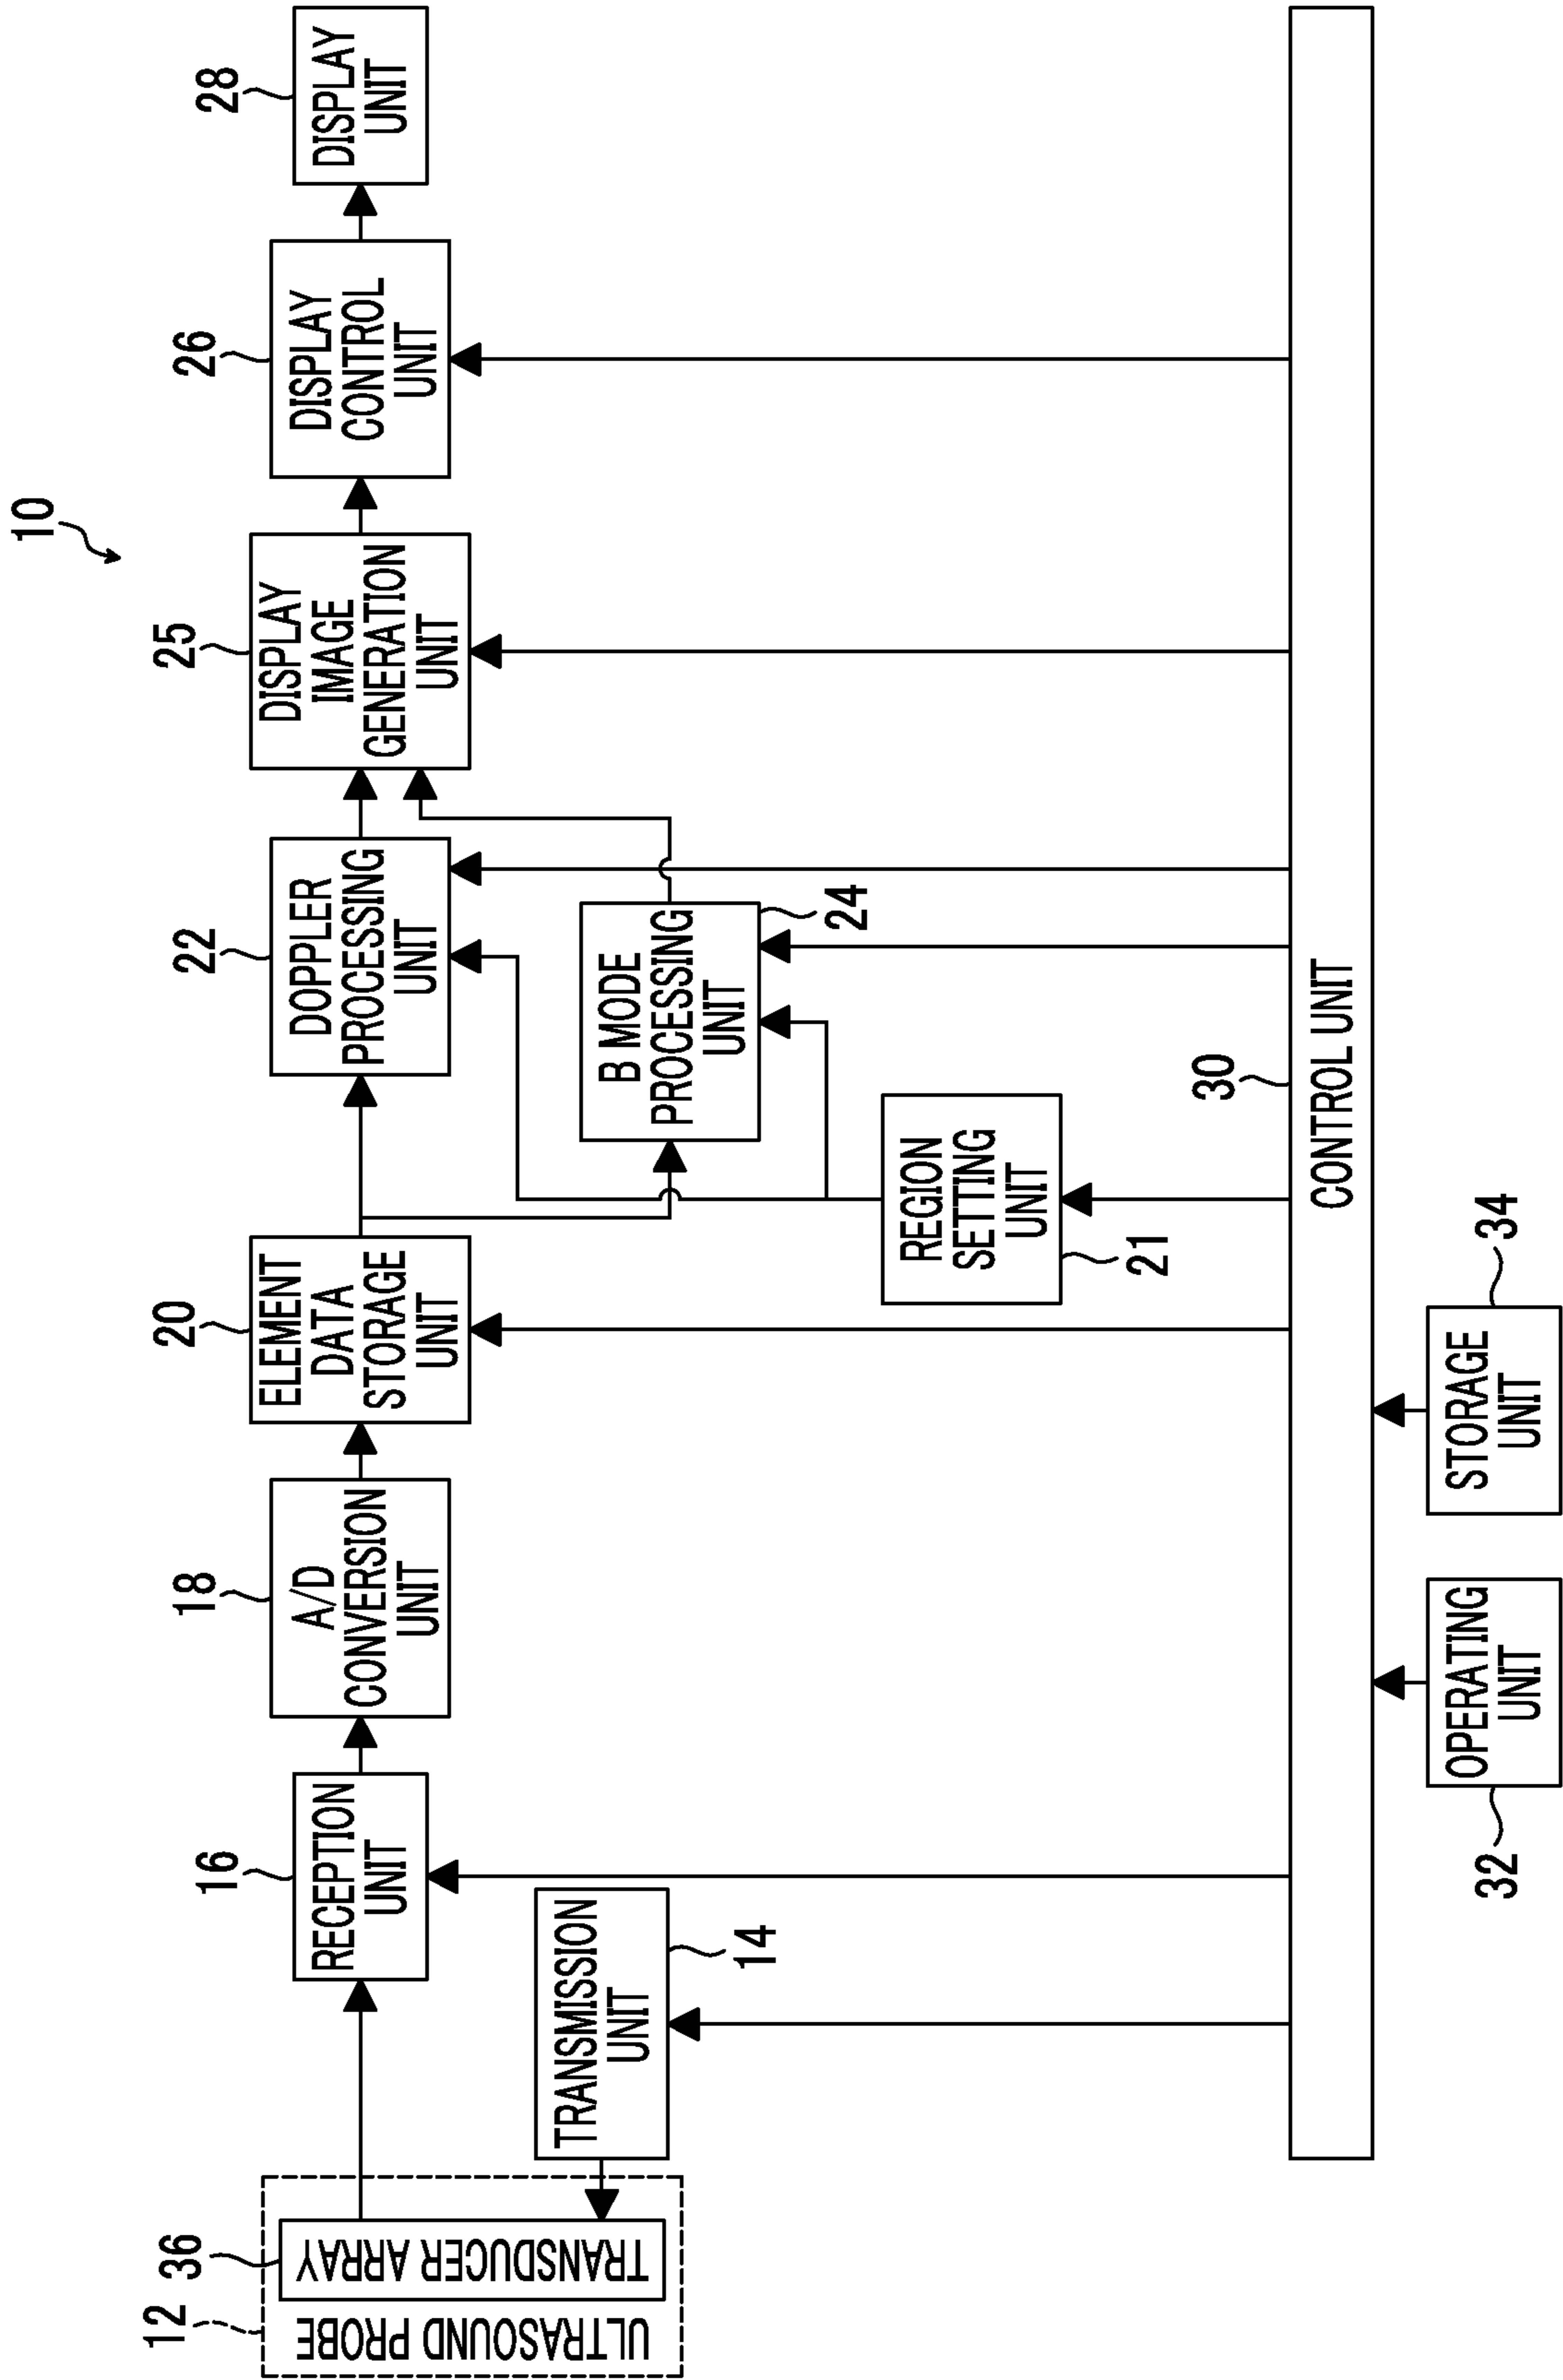 10
12
36
ULTRASOUND PROBE
TRANSDUCER ARRAY
16
RECEPTION
UNIT
18
A/D
CONVERSION
UNIT
20
ELEMENT
DATA
STORAGE
UNIT
22
DOPPLER
PROCESSING
UNIT
25
DISPLAY
IMAGE
GENERATION
UNIT
26
DISPLAY
CONTROL
UNIT
28
DISPLAY
UNIT
TRANSMISSION
UNIT
14
B MODE
PROCESSING
UNIT
24
REGION
SETTING
UNIT
21
30
CONTROL UNIT
OPERATING
UNIT
32
STORAGE
UNIT
34